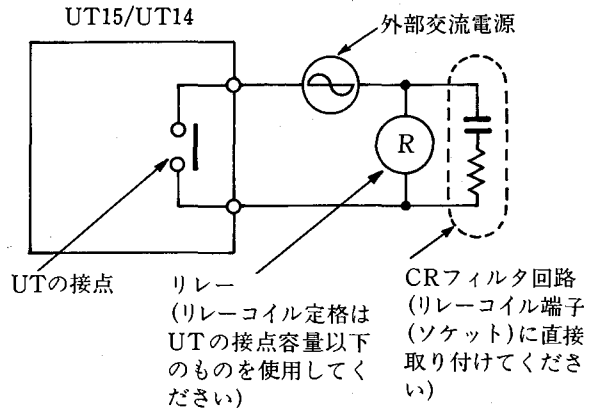 UT15/UT14
外部交流電源
R
UTの接点
リレー
(リレーコイル定格は
UTの接点容量以下
のものを使用してく
ださい)
CRフィルタ回路
(リレーコイル端子
(ソケット)に直接
取り付けてくださ
い)